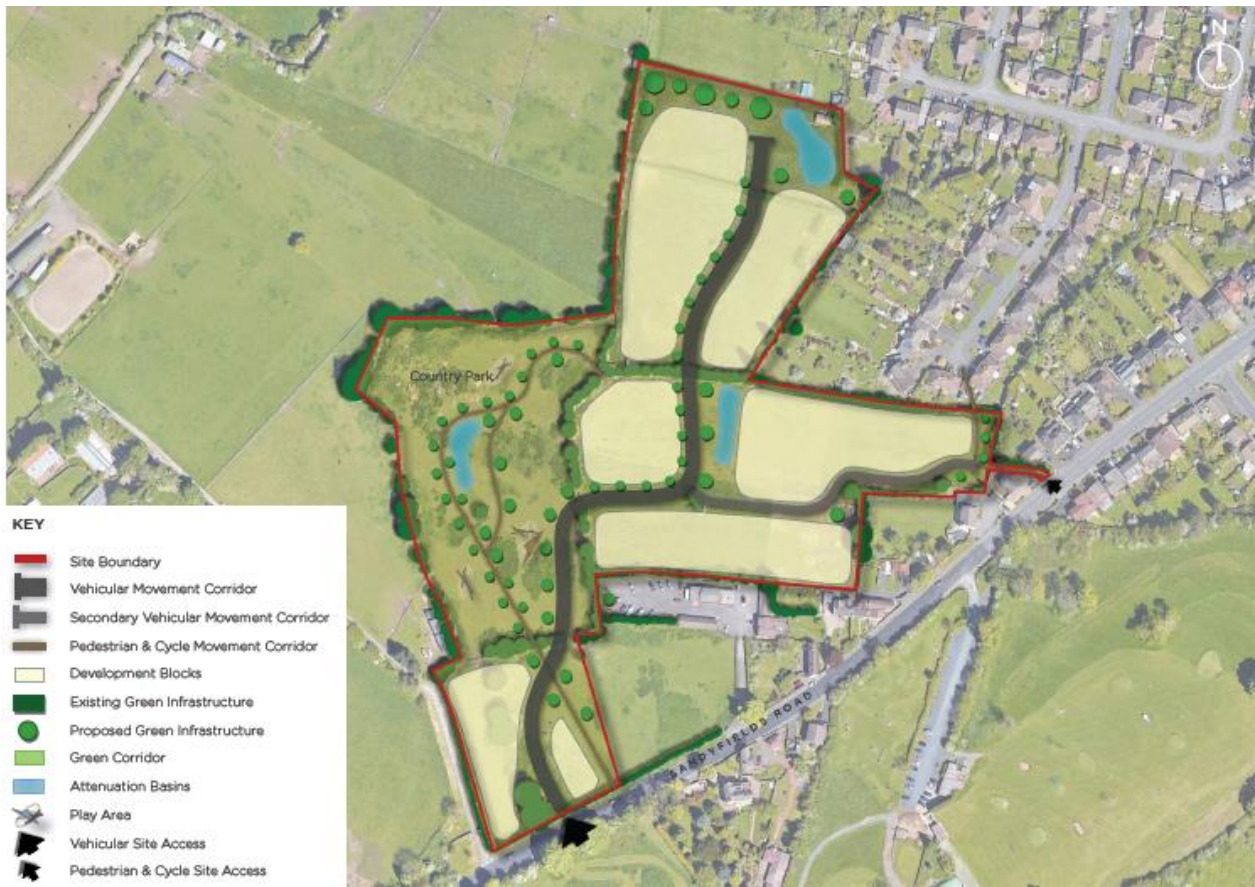 N
Country Park
SANDYFIELDS ROAD
KEY
Site Boundary
Vehicular Movement Corridor
Secondary Vehicular Movement Corridor
Pedestrian & Cycle Movement Corridor
Development Blocks
Existing Green Infrastructure
Proposed Green Infrastructure
Green Corridor
Attenuation Basins
Play Area
Vehicular Site Access
Pedestrian & Cycle Site Access